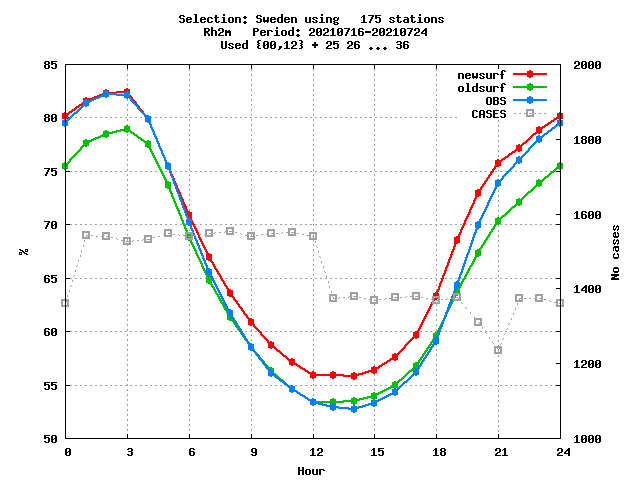 Selection: Sweden using   175 stations
Rh2m   Period: 20210716-20210724
Used {00,12} + 25 26 ... 36
85
80
75
70
65
60
55
50
%
newsurf
oldsurf
OBS
CASES
2000
1800
1600
1400
1200
1000
No cases
0 3 6 9 12 15 18 21 24
Hour